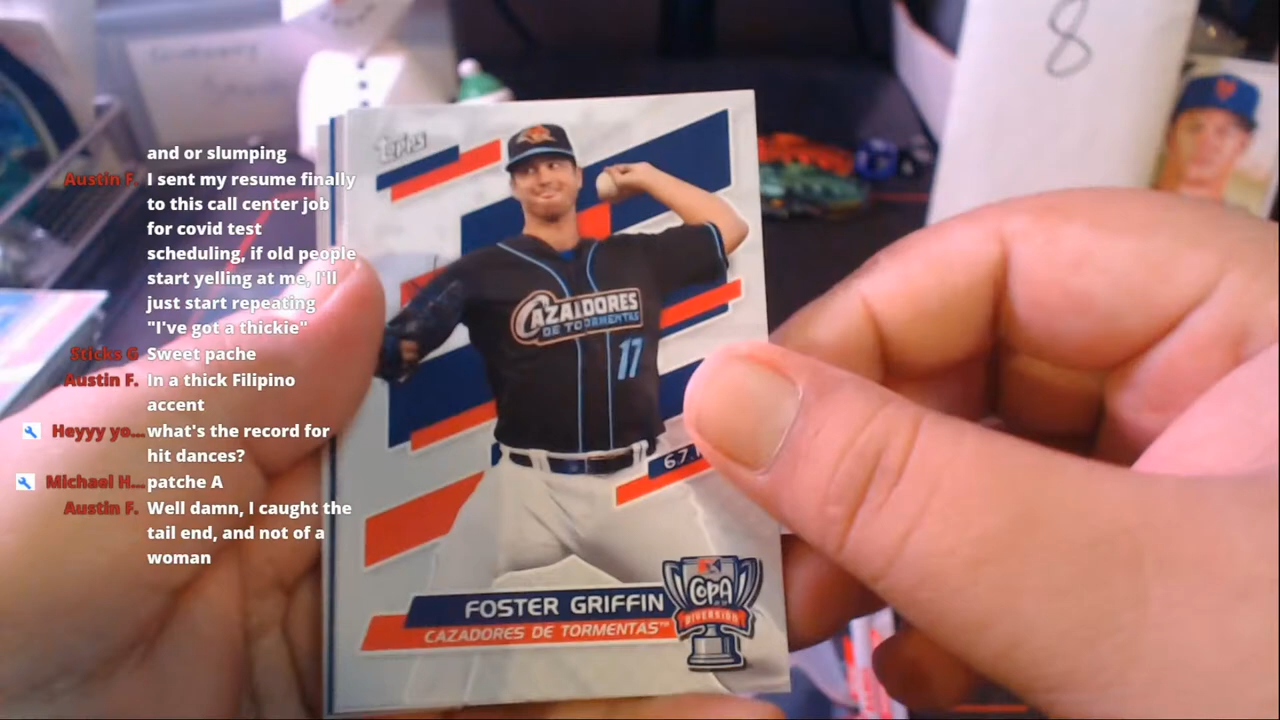 and or slumping
Austin F. I sent my resume finally
to this call center job
for covid test
scheduling, if old people
start yelling at me, I'll
just start repeating
"I've got a thickie"
Sticks G Sweet pache
Austin F. In a thick Filipino
accent
Heyyy yo... what's the record for
hit dances?
Michael H... patche A
Austin F. Well damn, I caught the
tail end, and not of a
woman
8
Topps
CAZADORES
DE TORMENTAS
17
67.
FOSTER GRIFFIN
CAZADORES DE TORMENTAS™
COPA
DIVERSIÓN